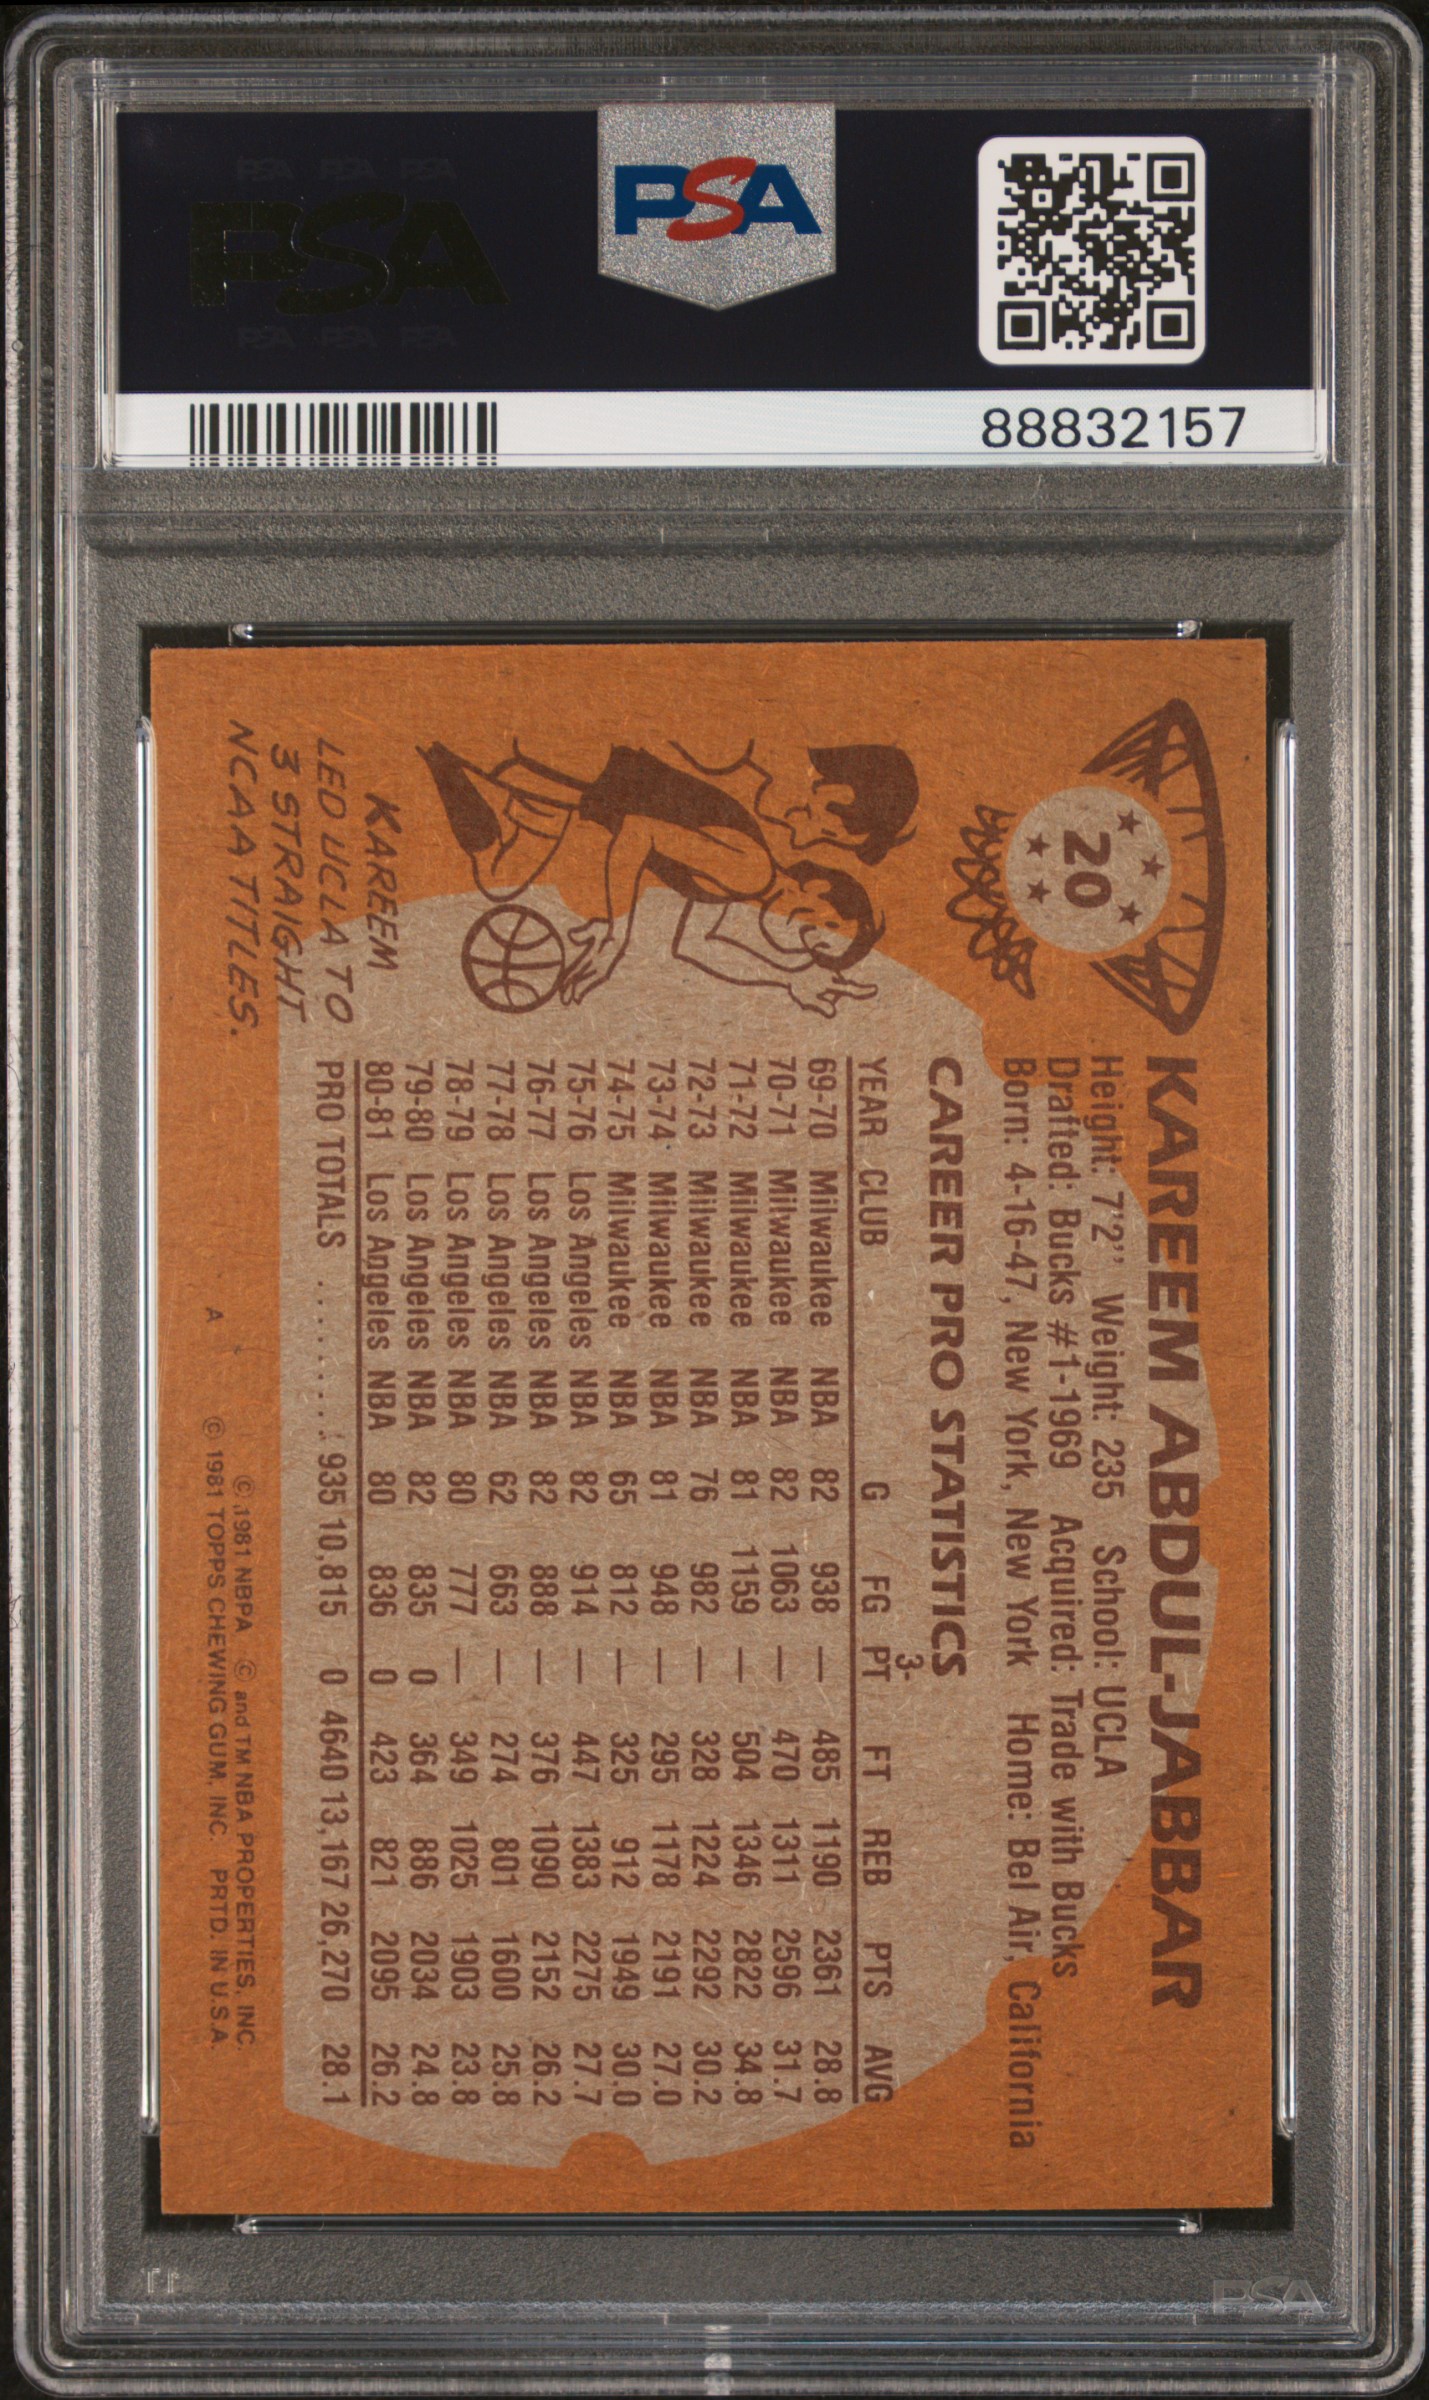 PSA PSA PSA
PSA
PSA PSA PSA
PSA
88832157
20
KAREEM ABDUL-JABBAR
Height: 7'2" Weight: 235 School: UCLA
Drafted: Bucks #1-1969 Acquired: Trade with Bucks
Born: 4-16-47, New York, New York Home: Bel Air, California
CAREER PRO STATISTICS
YEAR CLUB G FG 3-PT FT REB PTS AVG
69-70 Milwaukee NBA 82 938 — 485 1190 2361 28.8
70-71 Milwaukee NBA 82 1063 — 470 1311 2596 31.7
71-72 Milwaukee NBA 81 1159 — 504 1346 2822 34.8
72-73 Milwaukee NBA 76 982 — 328 1224 2292 30.2
73-74 Milwaukee NBA 81 948 — 295 1178 2191 27.0
74-75 Milwaukee NBA 65 812 — 325 912 1949 30.0
75-76 Los Angeles NBA 82 914 — 447 1383 2275 27.7
76-77 Los Angeles NBA 82 888 — 376 1090 2152 26.2
77-78 Los Angeles NBA 62 663 — 274 801 1600 25.8
78-79 Los Angeles NBA 80 777 — 349 1025 1903 23.8
79-80 Los Angeles NBA 82 835 0 364 886 2034 24.8
80-81 Los Angeles NBA 80 836 0 423 821 2095 26.2
PRO TOTALS ........ 935 10,815 0 4640 13,167 26,270 28.1
KAREEM
LED UCLA TO
3 STRAIGHT
NCAA TITLES.
© 1981 NBPA © and TM NBA PROPERTIES, INC.
A © 1981 TOPPS CHEWING GUM, INC. PRTD. IN U.S.A.
PSA